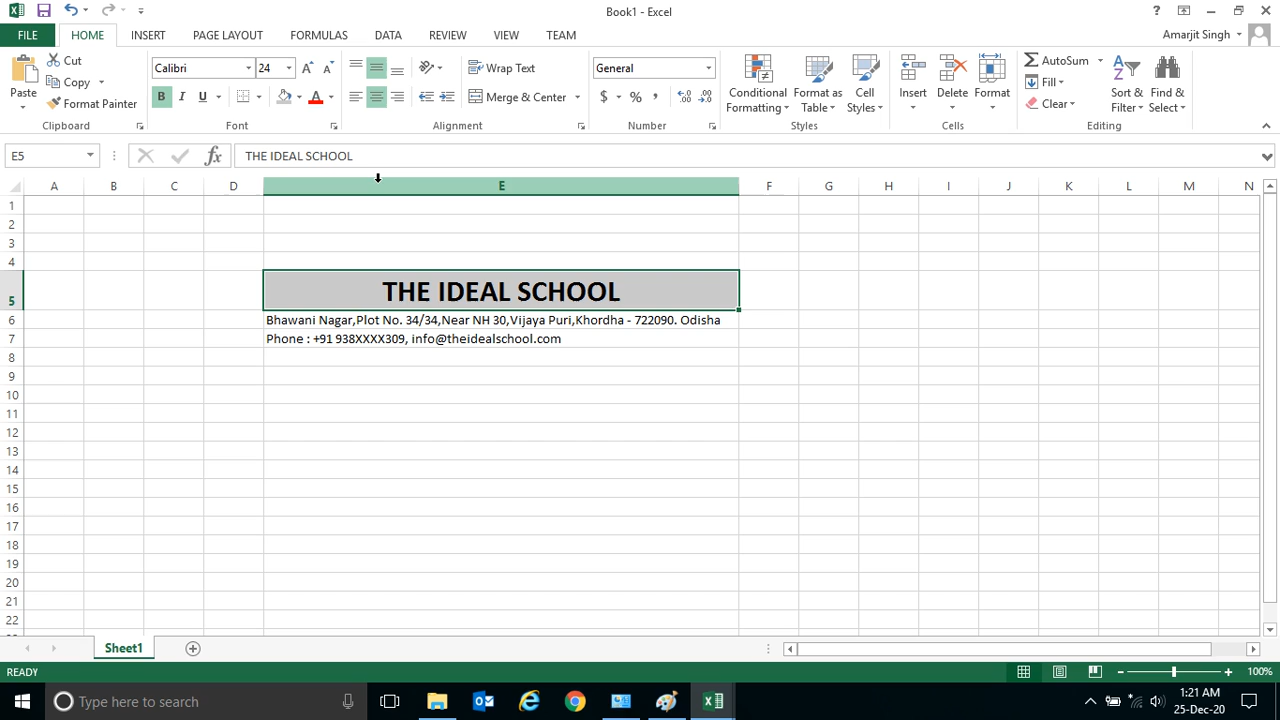 Book1 - Excel
FILE HOME INSERT PAGE LAYOUT FORMULAS DATA REVIEW VIEW TEAM Amarjit Singh
Paste
Cut
Copy
Format Painter
Clipboard
Calibri 24
B I U A
Font
Wrap Text
Merge & Center
Alignment
General
$ % ,
Number
Conditional Formatting
Format as Table
Cell Styles
Styles
Insert
Delete
Format
Cells
AutoSum
Fill
Clear
Sort & Filter
Find & Select
Editing
E5 fx THE IDEAL SCHOOL
A B C D E F G H I J K L M N
1
2
3
4
5 THE IDEAL SCHOOL
6 Bhawani Nagar,Plot No. 34/34,Near NH 30,Vijaya Puri,Khordha - 722090. Odisha
7 Phone : +91 938XXXX309, info@theidealschool.com
8
9
10
11
12
13
14
15
16
17
18
19
20
21
22
Sheet1
READY 100%
Type here to search
1:21 AM
25-Dec-20